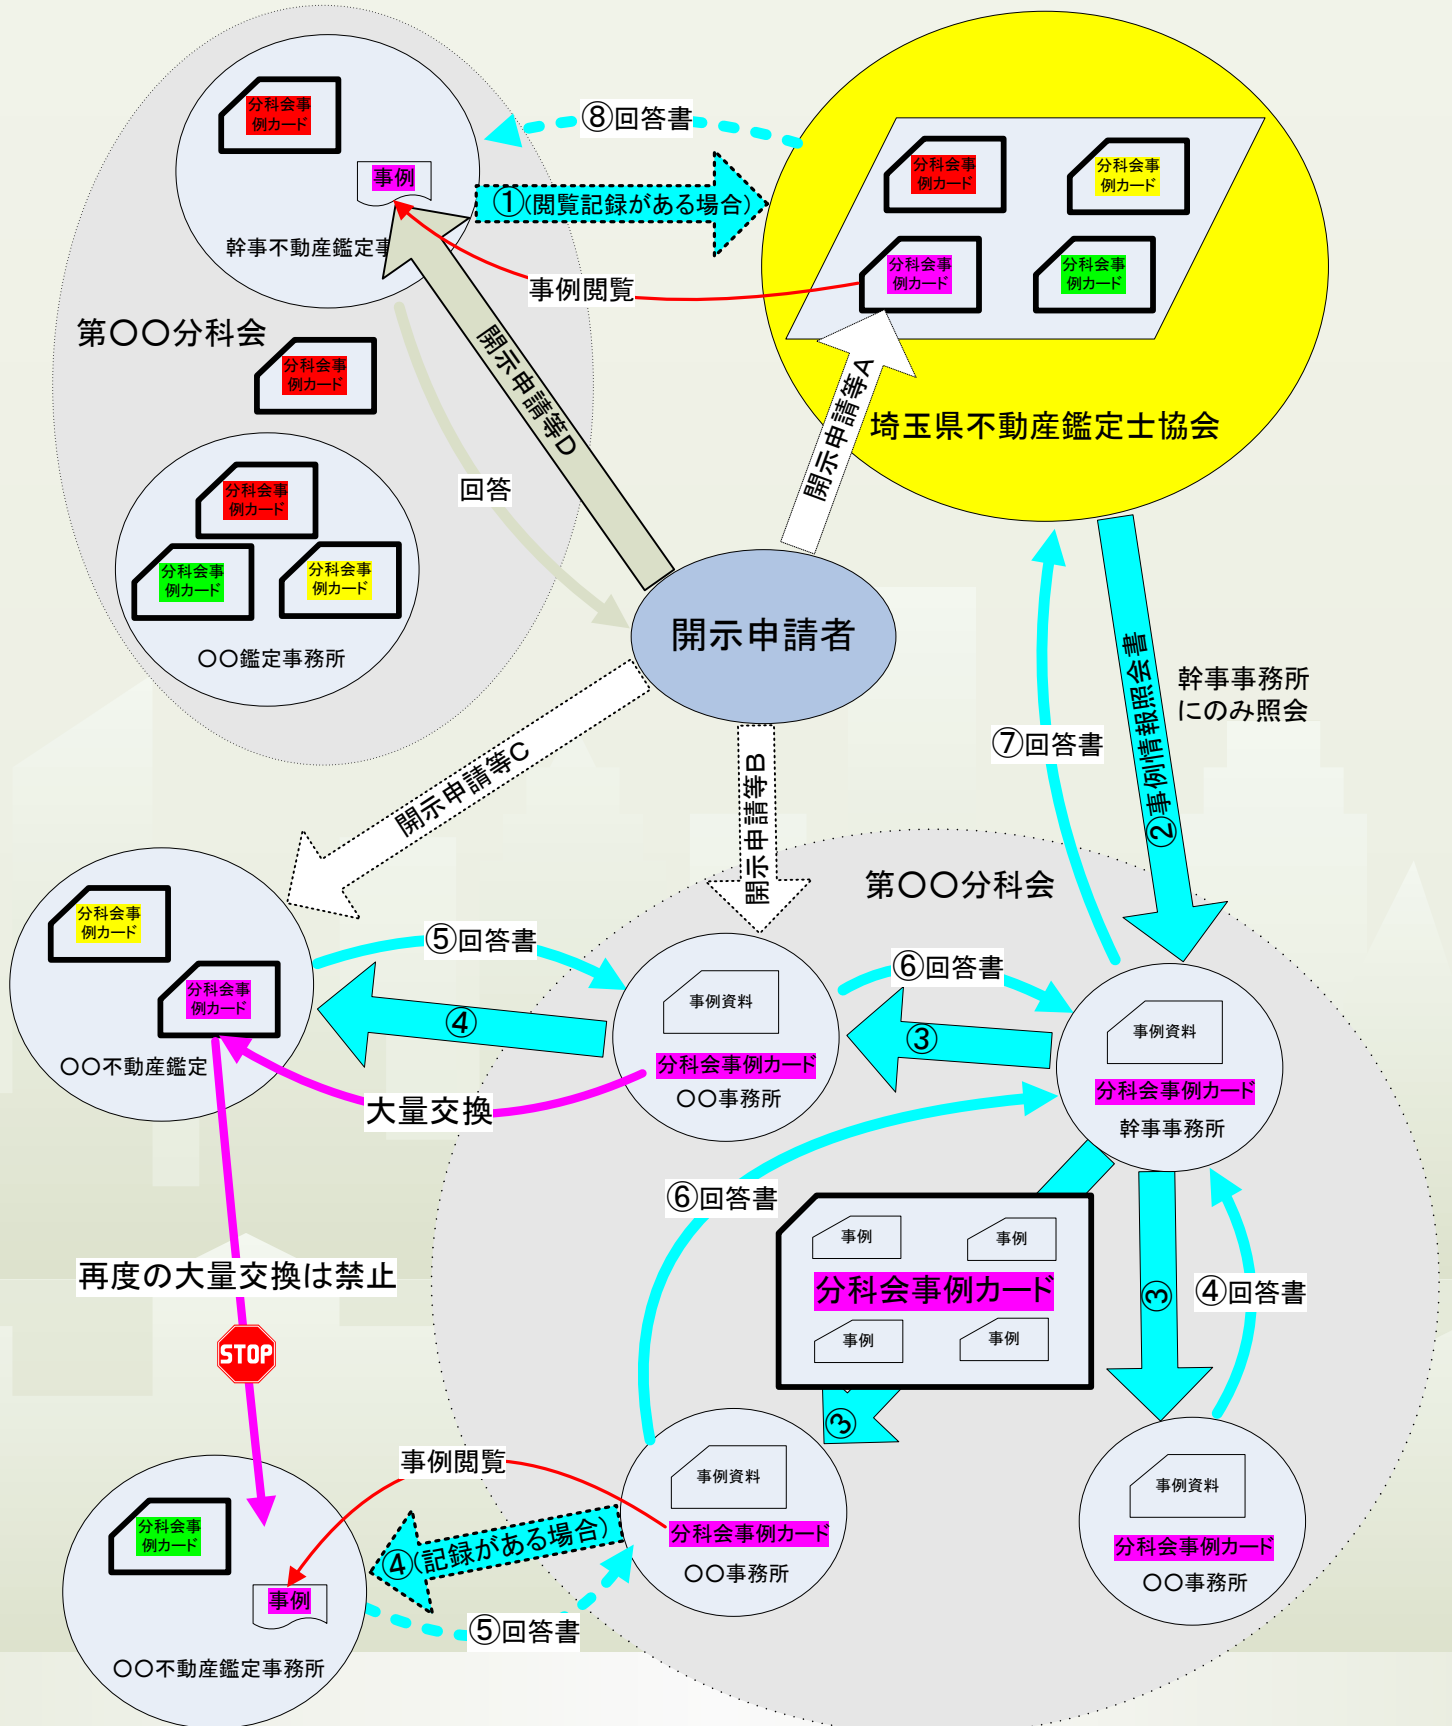 分科会事
例カード
事例
幹事不動産鑑定事
⑧回答書
①(閲覧記録がある場合)
分科会事
例カード
分科会事
例カード
分科会事
例カード
分科会事
例カード
事例閲覧
埼玉県不動産鑑定士協会
第〇〇分科会
分科会事
例カード
開示申請等D
開示申請等A
回答
分科会事
例カード
分科会事
例カード
分科会事
例カード
〇〇鑑定事務所
開示申請者
幹事事務所
にのみ照会
②事例情報照会書
⑦回答書
開示申請等C
開示申請等B
第〇〇分科会
分科会事
例カード
分科会事
例カード
〇〇不動産鑑定
⑤回答書
④
事例資料
分科会事例カード
〇〇事務所
⑥回答書
③
事例資料
分科会事例カード
幹事事務所
大量交換
⑥回答書
再度の大量交換は禁止
STOP
事例
事例
分科会事例カード
事例
事例
③
③
④回答書
事例閲覧
事例資料
分科会事例カード
〇〇事務所
事例資料
分科会事例カード
〇〇事務所
④(記録がある場合)
⑤回答書
分科会事
例カード
事例
〇〇不動産鑑定事務所